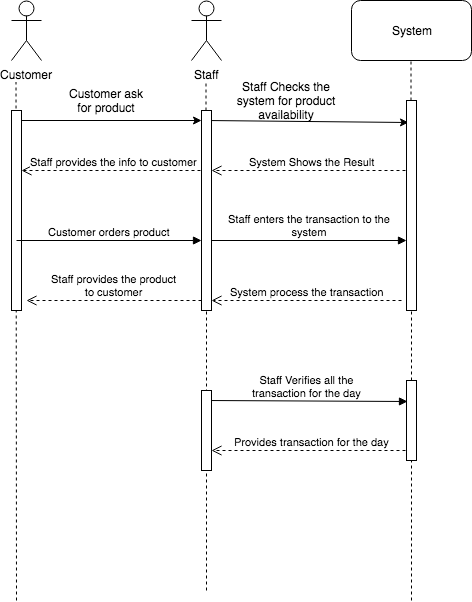 System
Customer
Staff
Customer ask
for product
Staff Checks the
system for product
availability
Staff provides the info to customer
System Shows the Result
Customer orders product
Staff enters the transaction to the
system
Staff provides the product
to customer
System process the transaction
Staff Verifies all the
transaction for the day
Provides transaction for the day